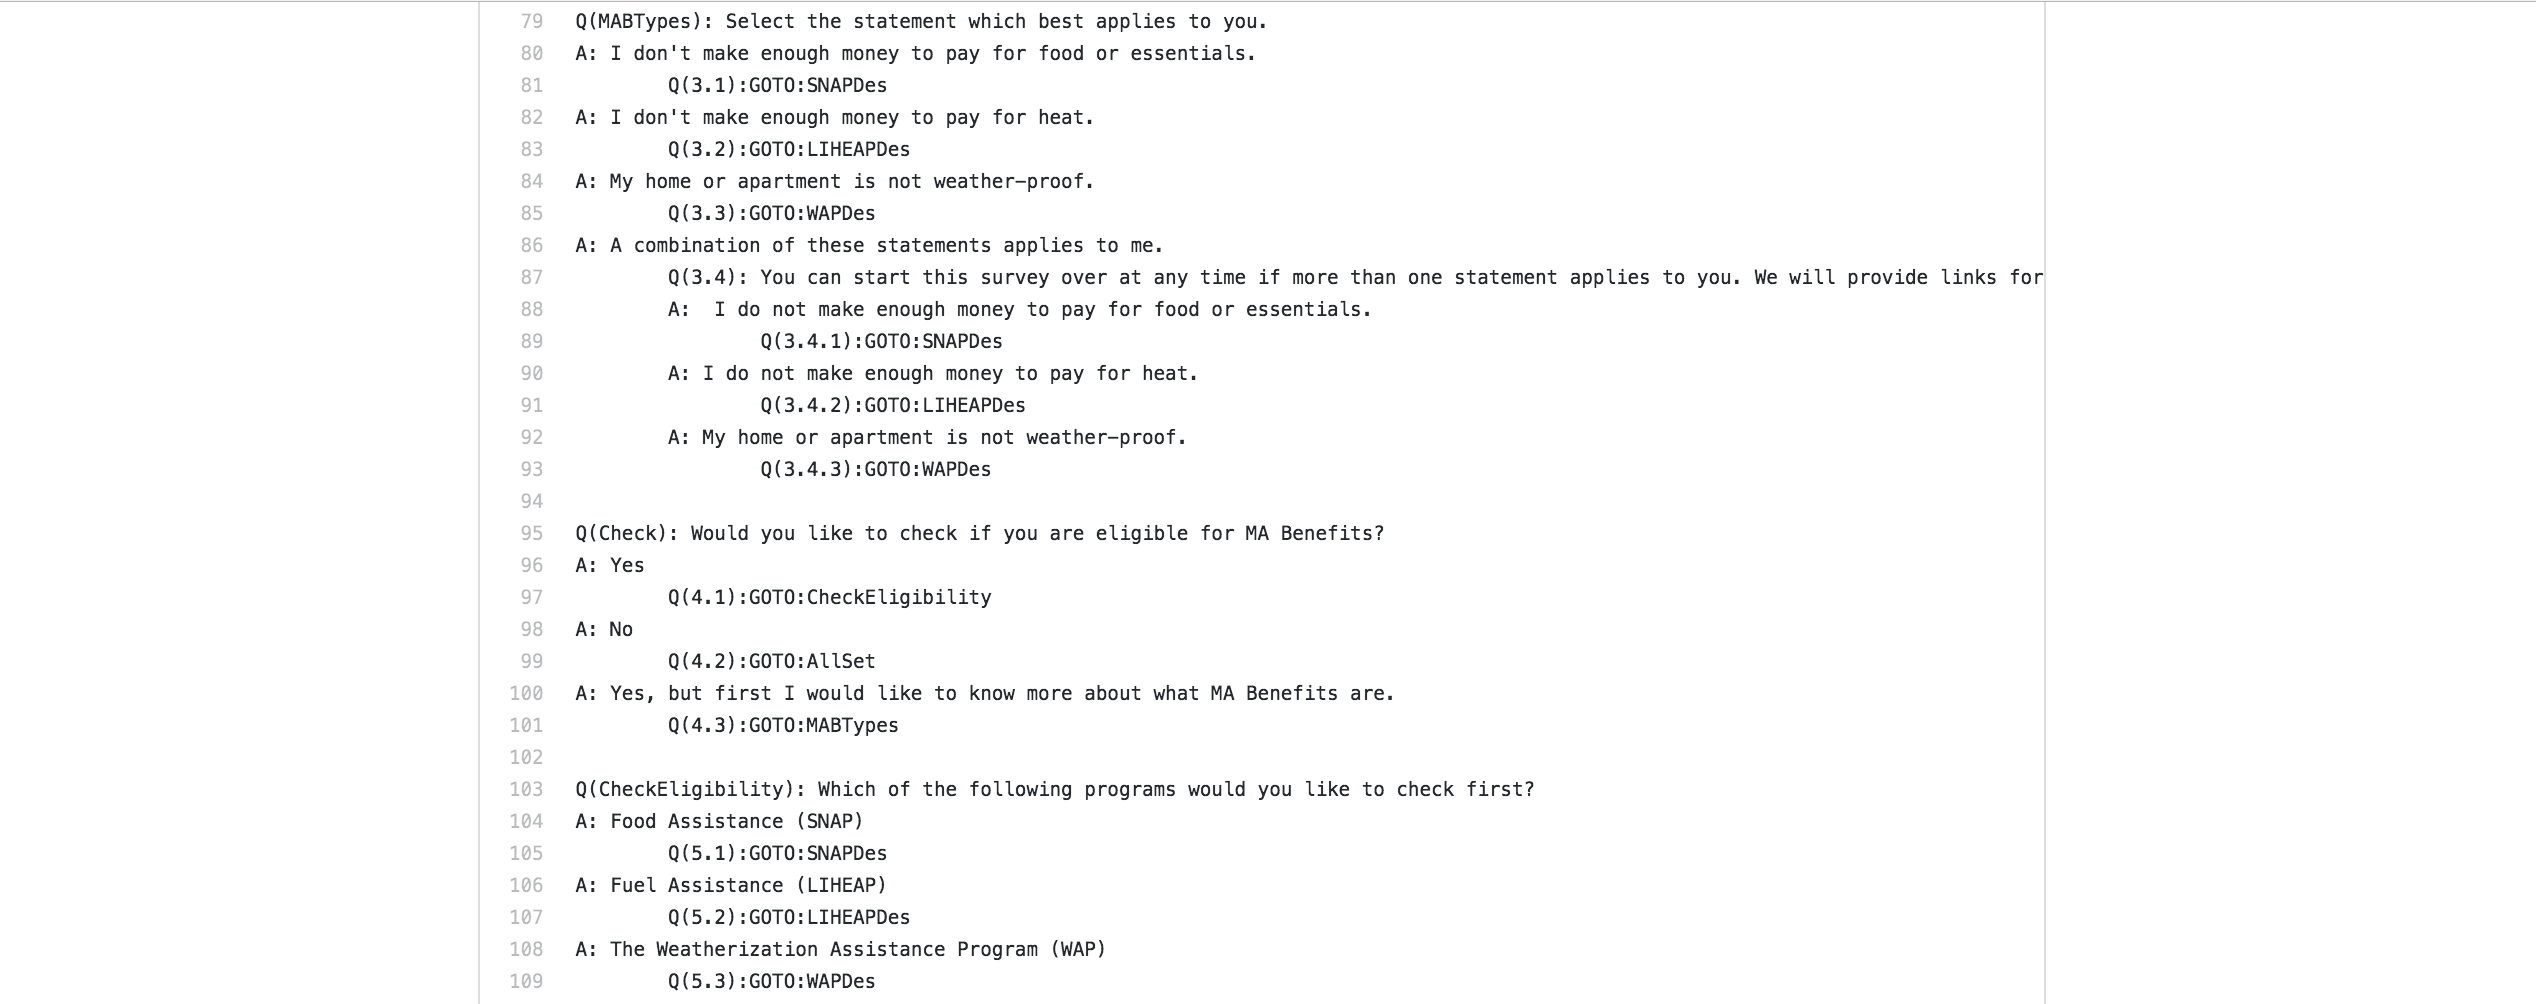 79 Q(MABTypes): Select the statement which best applies to you.
80 A: I don't make enough money to pay for food or essentials.
81 Q(3.1):GOTO:SNAPDes
82 A: I don't make enough money to pay for heat.
83 Q(3.2):GOTO:LIHEAPDes
84 A: My home or apartment is not weather-proof.
85 Q(3.3):GOTO:WAPDes
86 A: A combination of these statements applies to me.
87 Q(3.4): You can start this survey over at any time if more than one statement applies to you. We will provide links for
88 A:  I do not make enough money to pay for food or essentials.
89 Q(3.4.1):GOTO:SNAPDes
90 A: I do not make enough money to pay for heat.
91 Q(3.4.2):GOTO:LIHEAPDes
92 A: My home or apartment is not weather-proof.
93 Q(3.4.3):GOTO:WAPDes
94
95 Q(Check): Would you like to check if you are eligible for MA Benefits?
96 A: Yes
97 Q(4.1):GOTO:CheckEligibility
98 A: No
99 Q(4.2):GOTO:AllSet
100 A: Yes, but first I would like to know more about what MA Benefits are.
101 Q(4.3):GOTO:MABTypes
102
103 Q(CheckEligibility): Which of the following programs would you like to check first?
104 A: Food Assistance (SNAP)
105 Q(5.1):GOTO:SNAPDes
106 A: Fuel Assistance (LIHEAP)
107 Q(5.2):GOTO:LIHEAPDes
108 A: The Weatherization Assistance Program (WAP)
109 Q(5.3):GOTO:WAPDes